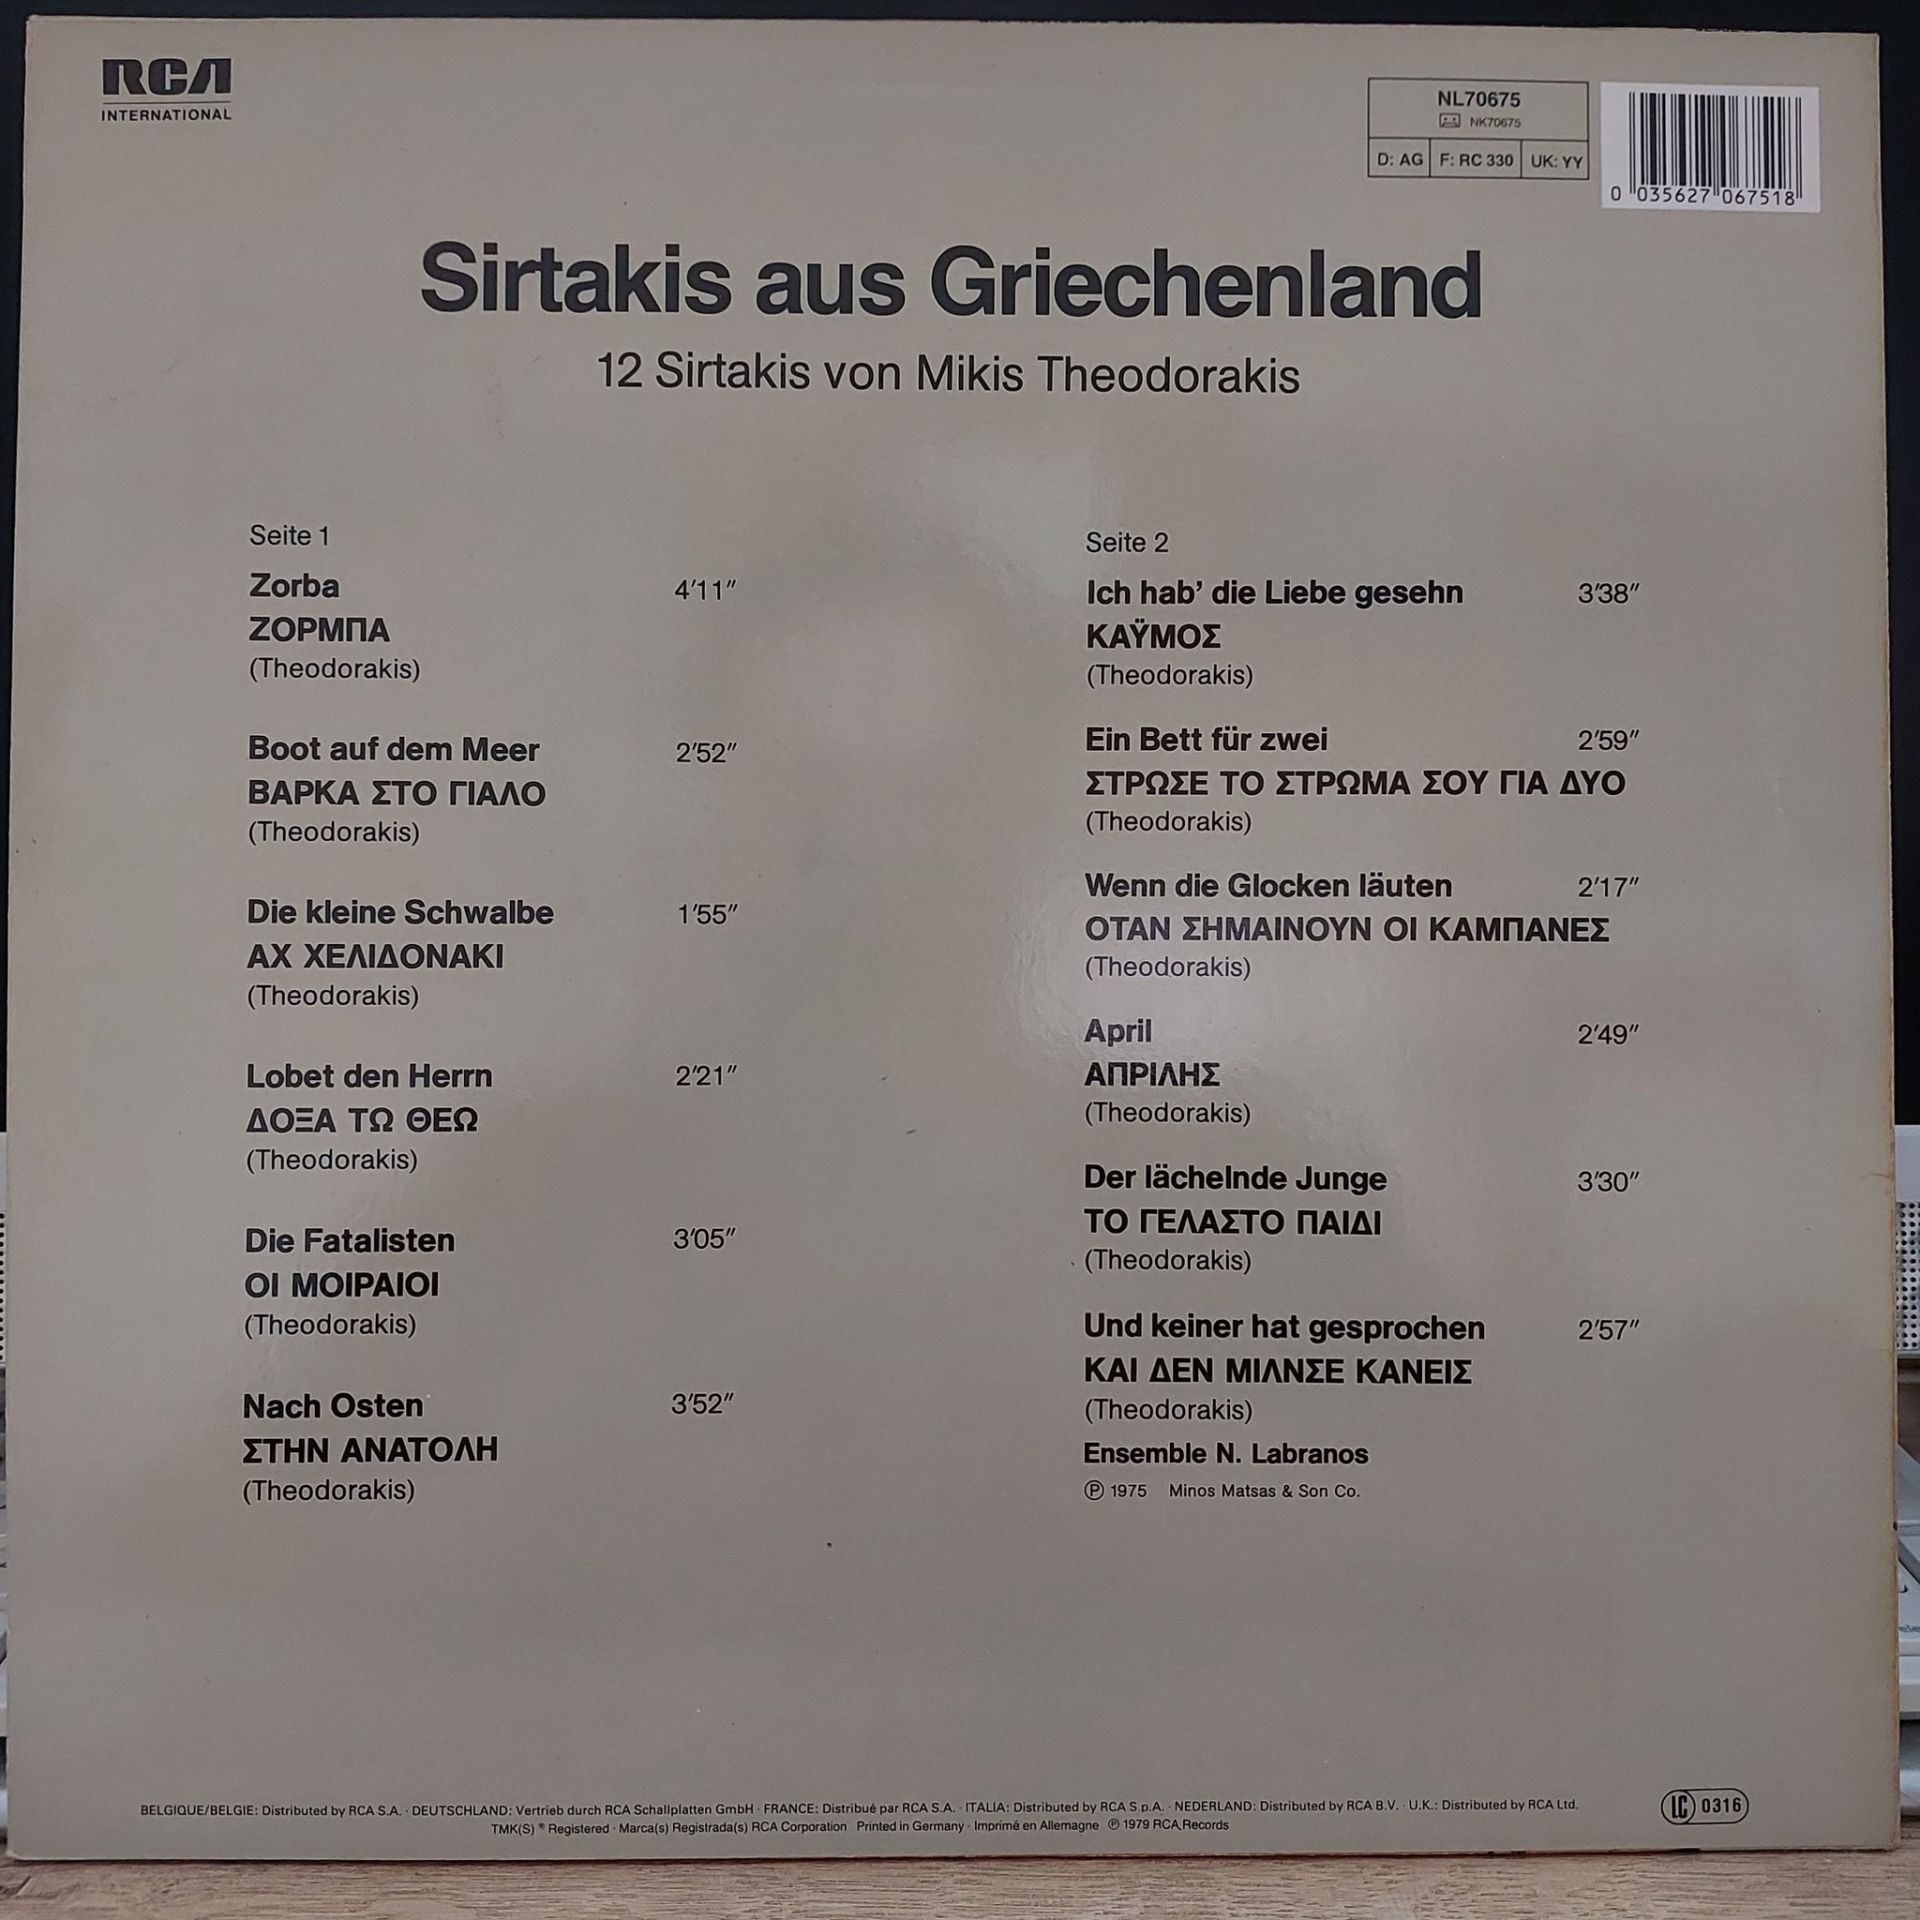 RCA
INTERNATIONAL
NL70675
NK70675
D: AG F: RC 330 UK: YY
0 035627 067518
Sirtakis aus Griechenland
12 Sirtakis von Mikis Theodorakis
Seite 1
Zorba 4'11"
ΖΟΡΜΠΑ
(Theodorakis)
Boot auf dem Meer 2'52"
ΒΑΡΚΑ ΣΤΟ ΓΙΑΛΟ
(Theodorakis)
Die kleine Schwalbe 1'55"
ΑΧ ΧΕΛΙΔΟΝΑΚΙ
(Theodorakis)
Lobet den Herrn 2'21"
ΔΟΞΑ ΤΩ ΘΕΩ
(Theodorakis)
Die Fatalisten 3'05"
ΟΙ ΜΟΙΡΑΙΟΙ
(Theodorakis)
Nach Osten 3'52"
ΣΤΗΝ ΑΝΑΤΟΛΗ
(Theodorakis)
Seite 2
Ich hab' die Liebe gesehn 3'38"
ΚΑΫΜΟΣ
(Theodorakis)
Ein Bett für zwei 2'59"
ΣΤΡΩΣΕ ΤΟ ΣΤΡΩΜΑ ΣΟΥ ΓΙΑ ΔΥΟ
(Theodorakis)
Wenn die Glocken läuten 2'17"
ΟΤΑΝ ΣΗΜΑΙΝΟΥΝ ΟΙ ΚΑΜΠΑΝΕΣ
(Theodorakis)
April 2'49"
ΑΠΡΙΛΗΣ
(Theodorakis)
Der lächelnde Junge 3'30"
ΤΟ ΓΕΛΑΣΤΟ ΠΑΙΔΙ
(Theodorakis)
Und keiner hat gesprochen 2'57"
ΚΑΙ ΔΕΝ ΜΙΛΝΣΕ ΚΑΝΕΙΣ
(Theodorakis)
Ensemble N. Labranos
℗ 1975 Minos Matsas & Son Co.
BELGIQUE/BELGIE: Distributed by RCA S.A. · DEUTSCHLAND: Vertrieb durch RCA Schallplatten GmbH · FRANCE: Distribué par RCA S.A. · ITALIA: Distributed by RCA S.p.A. · NEDERLAND: Distributed by RCA B.V. · U.K.: Distributed by RCA Ltd.
TMK(S) ® Registered · Marca(s) Registrada(s) RCA Corporation Printed in Germany · Imprimé en Allemagne ℗ 1979 RCA Records
LC 0316